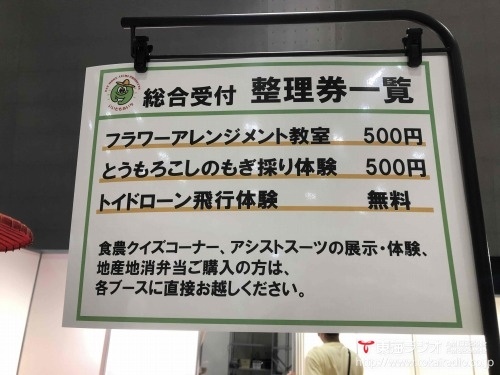 総合受付 整理券一覧
フラワーアレンジメント教室 500円
とうもろこしのもぎ採り体験 500円
トイドローン飛行体験 無料
食農クイズコーナー、アシストスーツの展示・体験、
地産地消弁当ご購入の方は、
各ブースに直接お越しください。